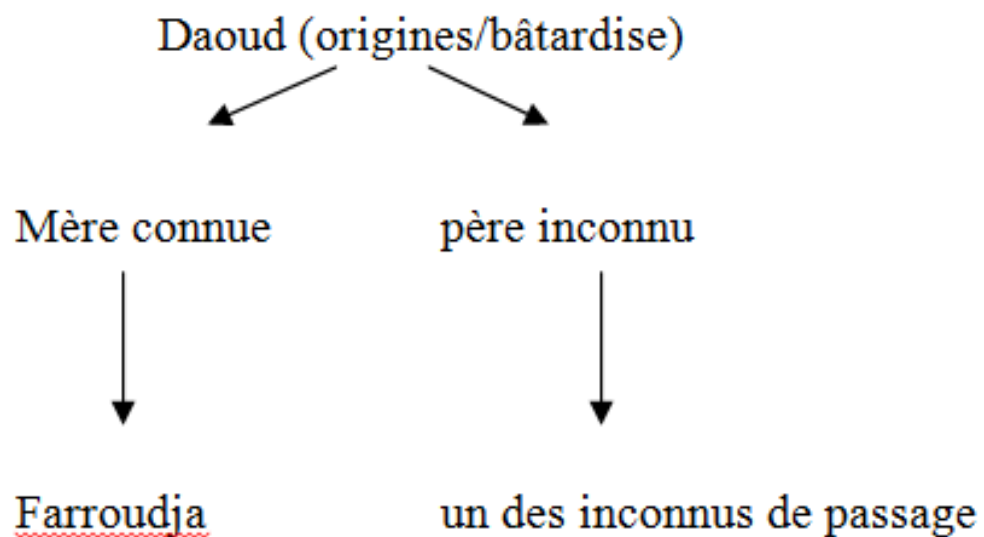 Daoud (origines/bâtardise)
Mère connue père inconnu
Farroudja un des inconnus de passage